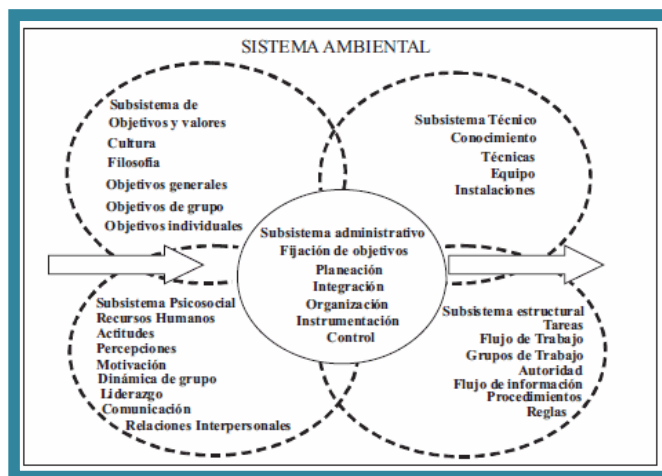 SISTEMA AMBIENTAL
Subsistema de
Objetivos y valores
Cultura
Filosofia
Objetivos generales
Objetivos de grupo
Objetivos individuales
Subsistema Técnico
Conocimiento
Técnicas
Equipo
Instalaciones
Subsistema administrativo
Fijación de objetivos
Planeación
Integración
Organización
Instrumentación
Control
Subsistema Psicosocial
Recursos Humanos
Actitudes
Percepciones
Motivación
Dinámica de grupo
Liderazgo
Comunicación
Relaciones Interpersonales
Subsistema estructural
Tareas
Flujo de Trabajo
Grupos de Trabajo
Autoridad
Flujo de información
Procedimientos
Reglas